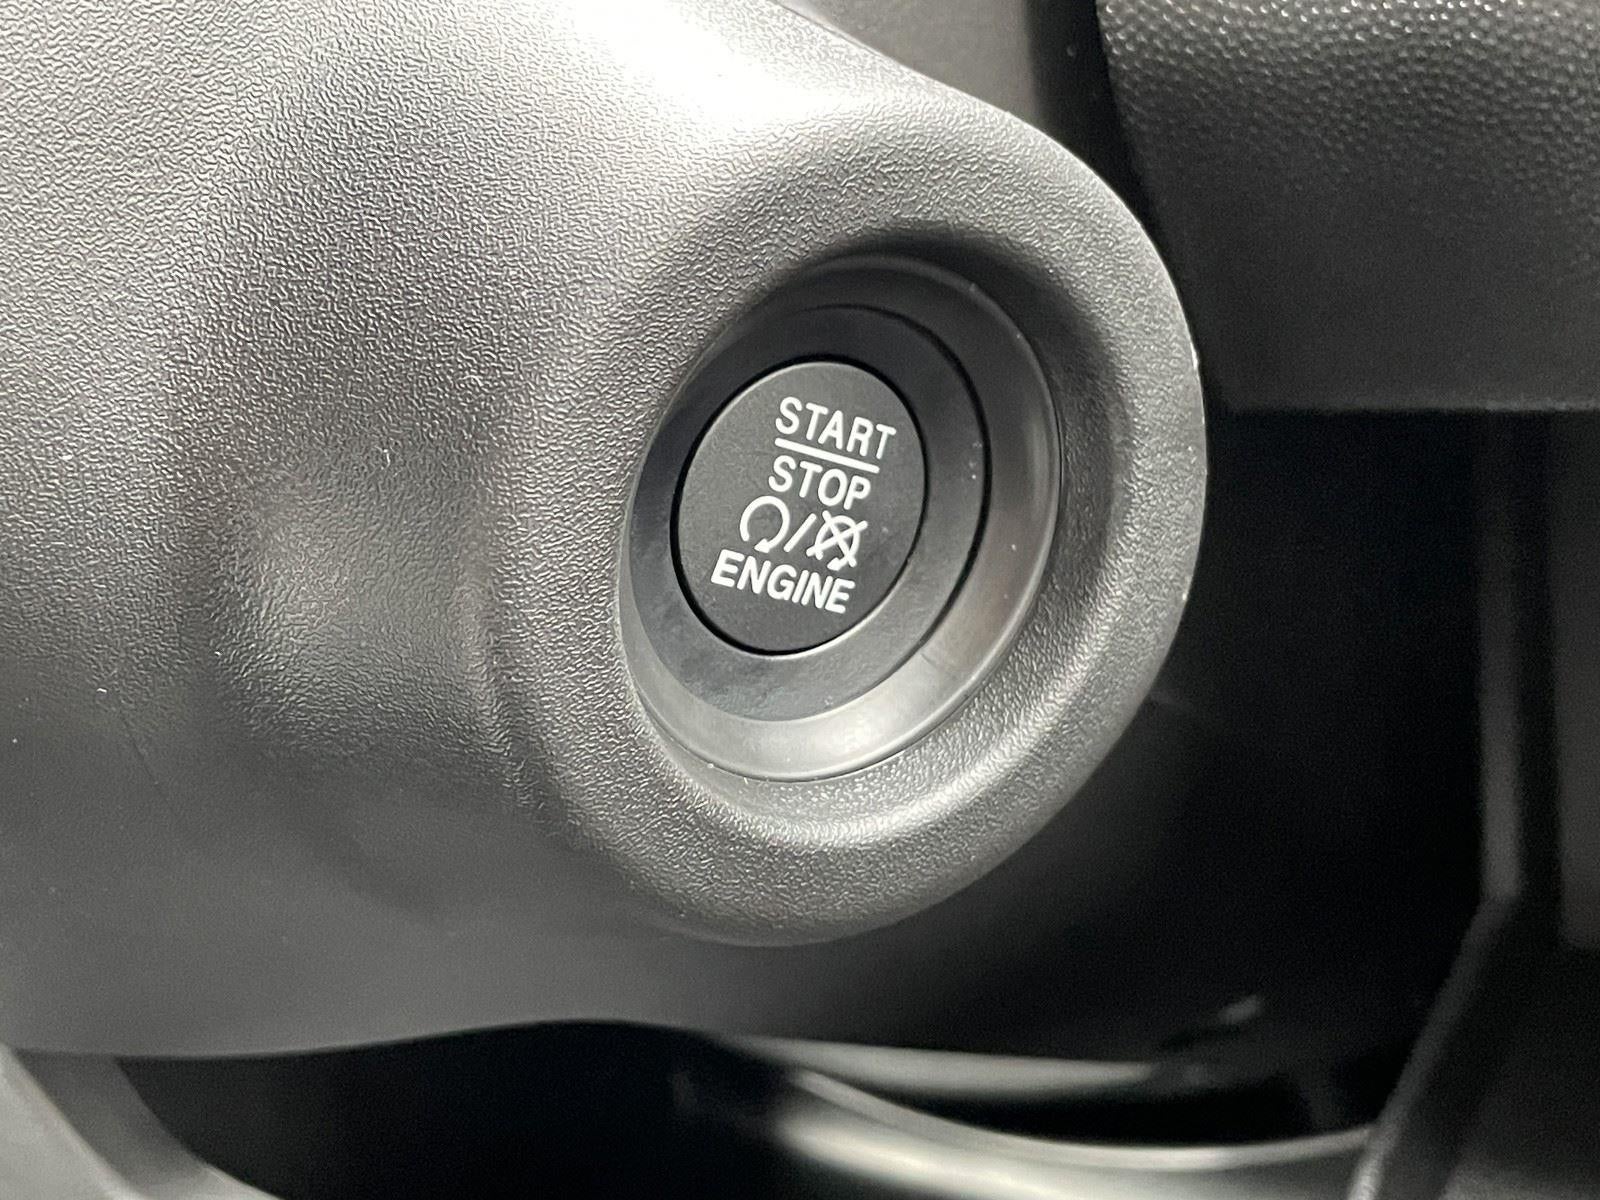 START
STOP
/
ENGINE